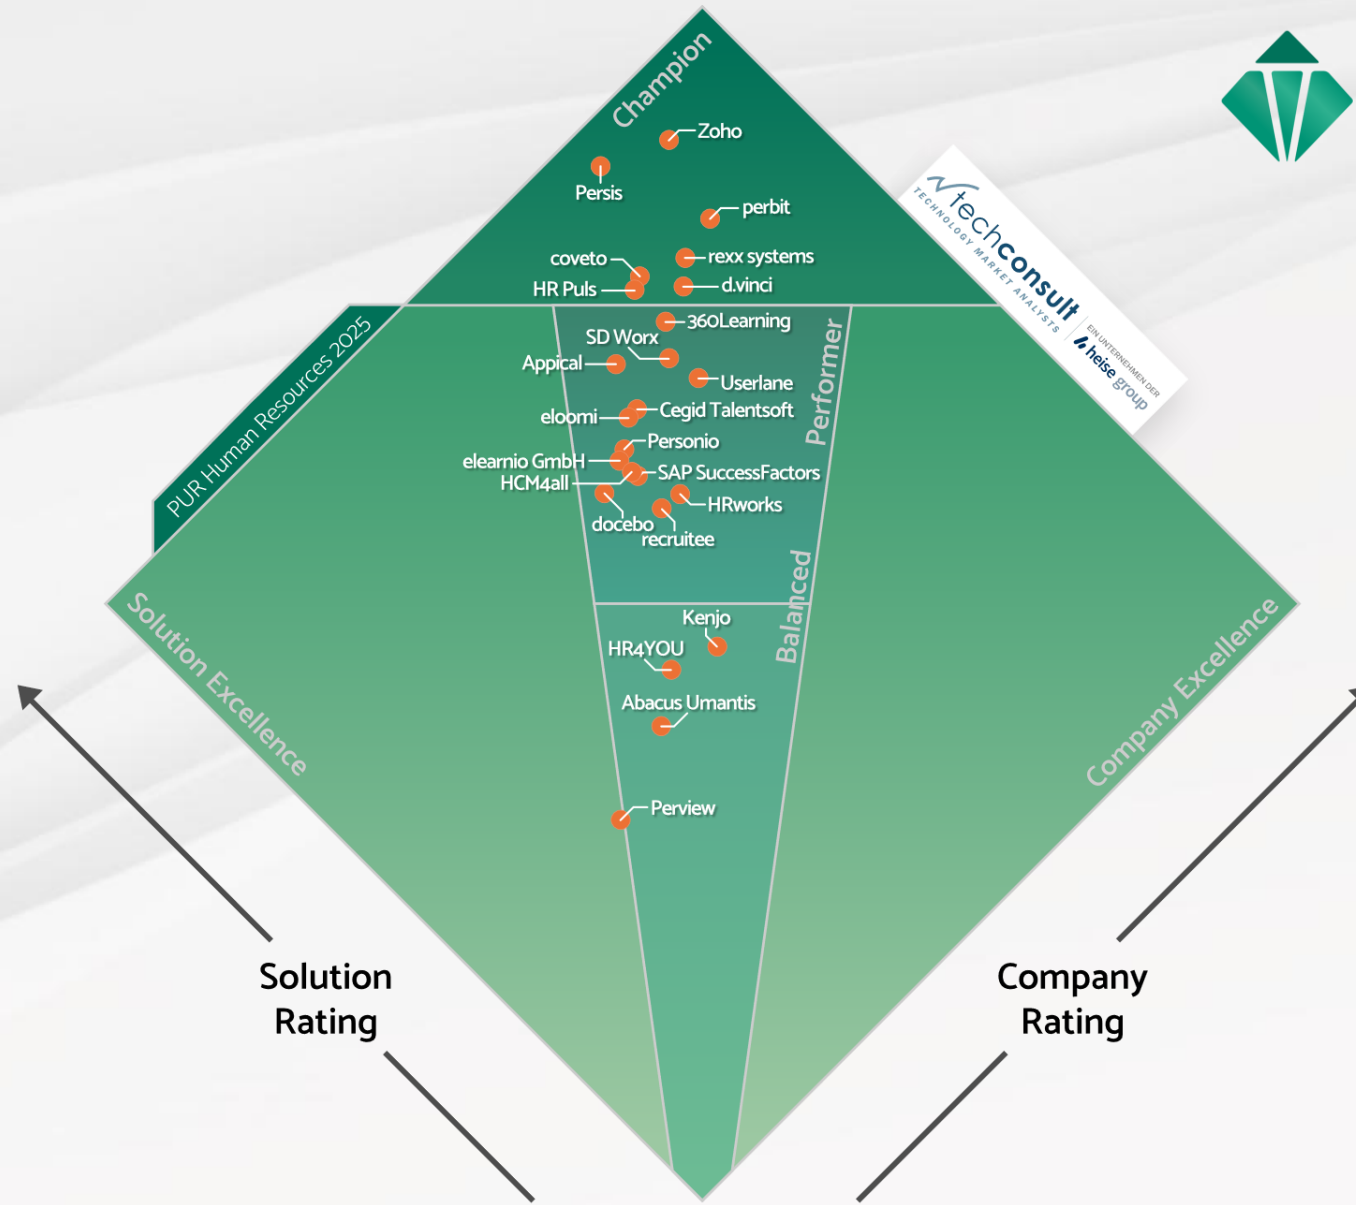 Champion
Zoho
Persis
perbit
coveto
rexx systems
HR Puls
d.vinci
techconsult
TECHNOLOGY MARKET ANALYSTS
EIN UNTERNEHMEN DER
heise group
PUR Human Resources 2025
360Learning
SD Worx
Appical
Userlane
Performer
Cegid Talentsoft
eloomi
Personio
elearnio GmbH
SAP SuccessFactors
HCM4all
HRworks
docebo
recruitee
Balanced
Kenjo
HR4YOU
Abacus Umantis
Perview
Solution Excellence
Company Excellence
Solution
Rating
Company
Rating